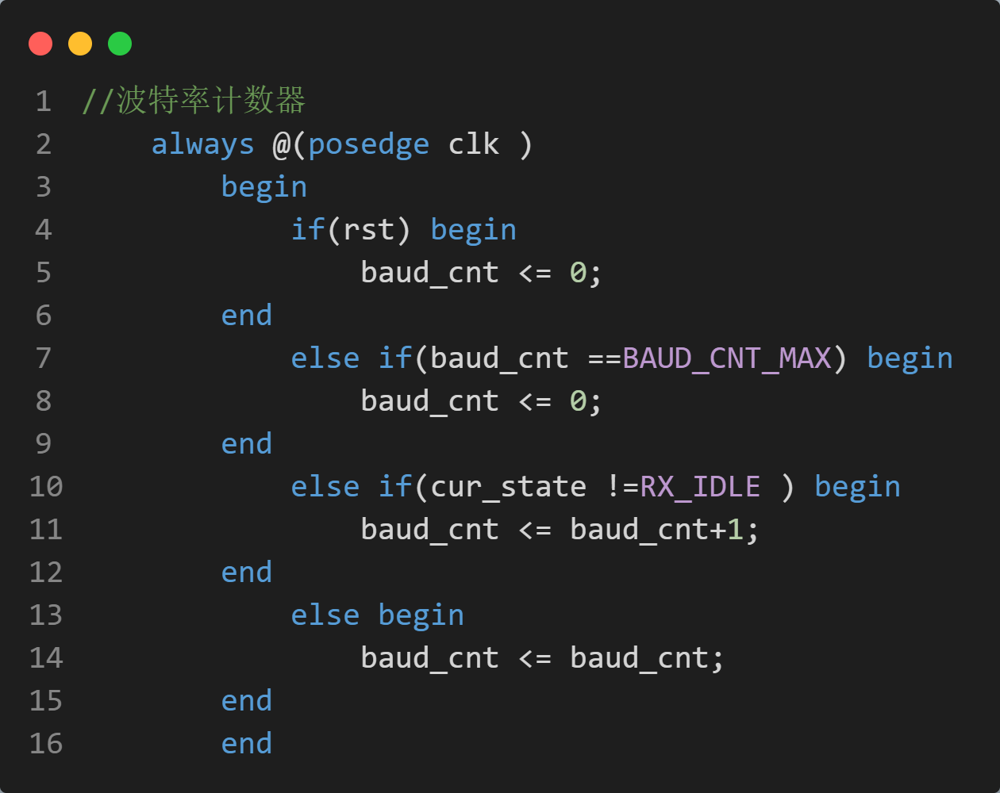 1 //波特率计数器
2     always @(posedge clk )
3         begin
4             if(rst) begin
5                 baud_cnt <= 0;
6         end
7             else if(baud_cnt ==BAUD_CNT_MAX) begin
8                 baud_cnt <= 0;
9         end
10             else if(cur_state !=RX_IDLE ) begin
11                 baud_cnt <= baud_cnt+1;
12         end
13             else begin
14                 baud_cnt <= baud_cnt;
15         end
16         end